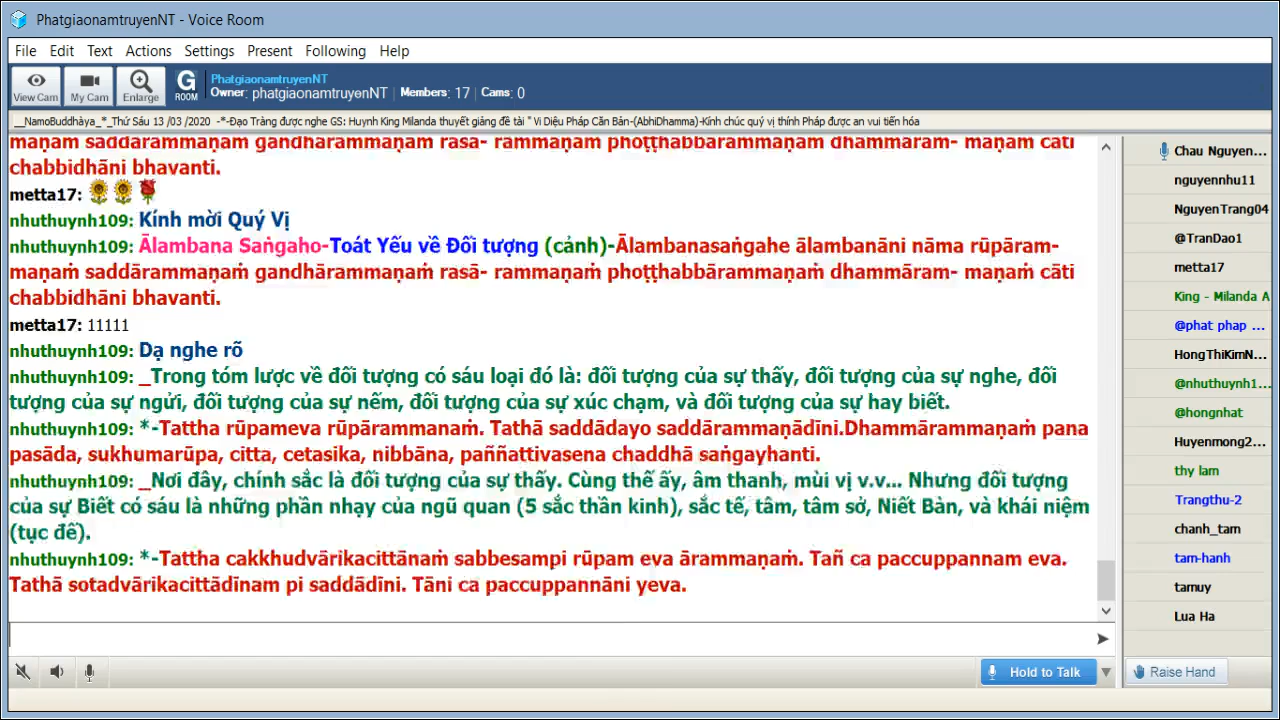 PhatgiaonamtruyenNT - Voice Room
File Edit Text Actions Settings Present Following Help
View Cam My Cam Enlarge G ROOM
PhatgiaonamtruyenNT
Owner: phatgiaonamtruyenNT Members: 17 Cams: 0
__NamoBuddhàya_*_Thứ Sáu 13 /03 /2020 -*-Đạo Tràng được nghe GS: Huynh King Milanda thuyết giảng đề tài " Vi Diệu Pháp Căn Bản-(AbhiDhamma)-Kính chúc quý vị thính Pháp được an vui tiến hóa
maṇaṁ saddārammaṇaṁ gandhārammaṇaṁ rasā- rammaṇaṁ phoṭṭhabbārammaṇaṁ dhammāram- maṇaṁ cāti
chabbidhāni bhavanti.
metta17: 🌻🌻🌹
nhuthuynh109: Kính mời Quý Vị
nhuthuynh109: Ālambana Saṅgaho-Toát Yếu về Đối tượng (cảnh)-Ālambanasaṅgahe ālambanāni nāma rūpāram-
maṇaṁ saddārammaṇaṁ gandhārammaṇaṁ rasā- rammaṇaṁ phoṭṭhabbārammaṇaṁ dhammāram- maṇaṁ cāti
chabbidhāni bhavanti.
metta17: 11111
nhuthuynh109: Dạ nghe rõ
nhuthuynh109: _Trong tóm lược về đối tượng có sáu loại đó là: đối tượng của sự thấy, đối tượng của sự nghe, đối
tượng của sự ngửi, đối tượng của sự nếm, đối tượng của sự xúc chạm, và đối tượng của sự hay biết.
nhuthuynh109: *-Tattha rūpameva rūpārammanaṁ. Tathā saddādayo saddārammaṇādīni.Dhammārammaṇaṁ pana
pasāda, sukhumarūpa, citta, cetasika, nibbāna, paññattivasena chaddhā saṅgayhanti.
nhuthuynh109: _Nơi đây, chính sắc là đối tượng của sự thấy. Cùng thế ấy, âm thanh, mùi vị v.v... Nhưng đối tượng
của sự Biết có sáu là những phần nhạy của ngũ quan (5 sắc thần kinh), sắc tế, tâm, tâm sở, Niết Bàn, và khái niệm
(tục đế).
nhuthuynh109: *-Tattha cakkhudvārikacittānaṁ sabbesampi rūpam eva ārammaṇaṁ. Tañ ca paccuppannam eva.
Tathā sotadvārikacittādīnam pi saddādīni. Tāni ca paccuppannāni yeva.
Hold to Talk
Chau Nguyen...
nguyennhu11
NguyenTrang04
@TranDao1
metta17
King - Milanda A
@phat phap ...
HongThiKimN...
@nhuthuynh1...
@hongnhat
Huyenmong2...
thy lam
Trangthu-2
chanh_tam
tam-hanh
tamuy
Lua Ha
Raise Hand